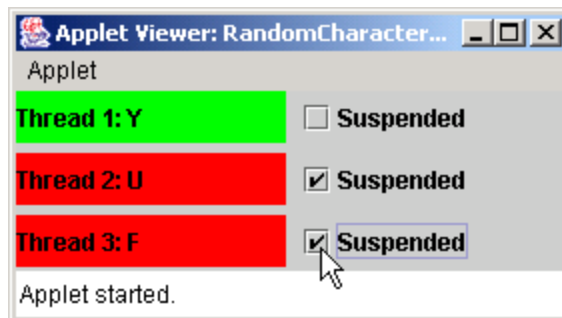 Applet Viewer: RandomCharacter...
Applet
Thread 1: Y Suspended
Thread 2: U Suspended
Thread 3: F Suspended
Applet started.